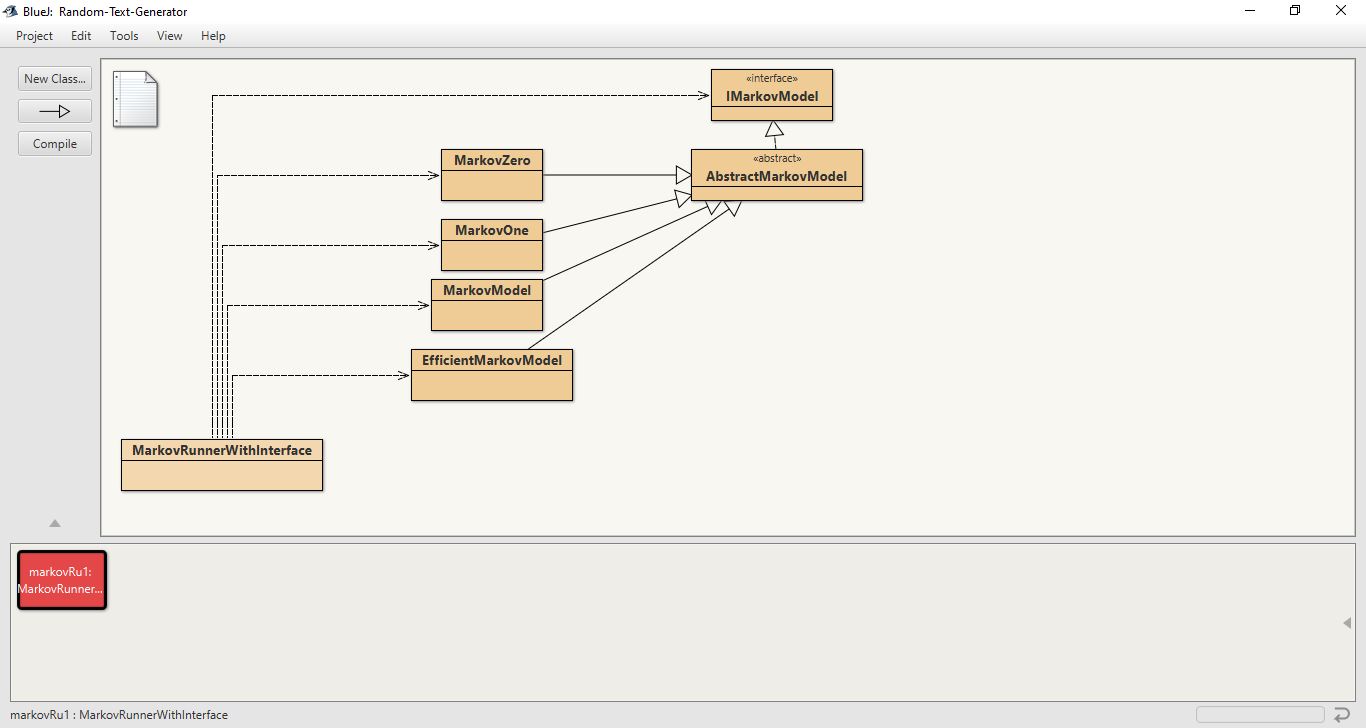 BlueJ: Random-Text-Generator
Project Edit Tools View Help
New Class...
Compile
«interface»
IMarkovModel
«abstract»
AbstractMarkovModel
MarkovZero
MarkovOne
MarkovModel
EfficientMarkovModel
MarkovRunnerWithInterface
markovRu1:
MarkovRunner...
markovRu1 : MarkovRunnerWithInterface